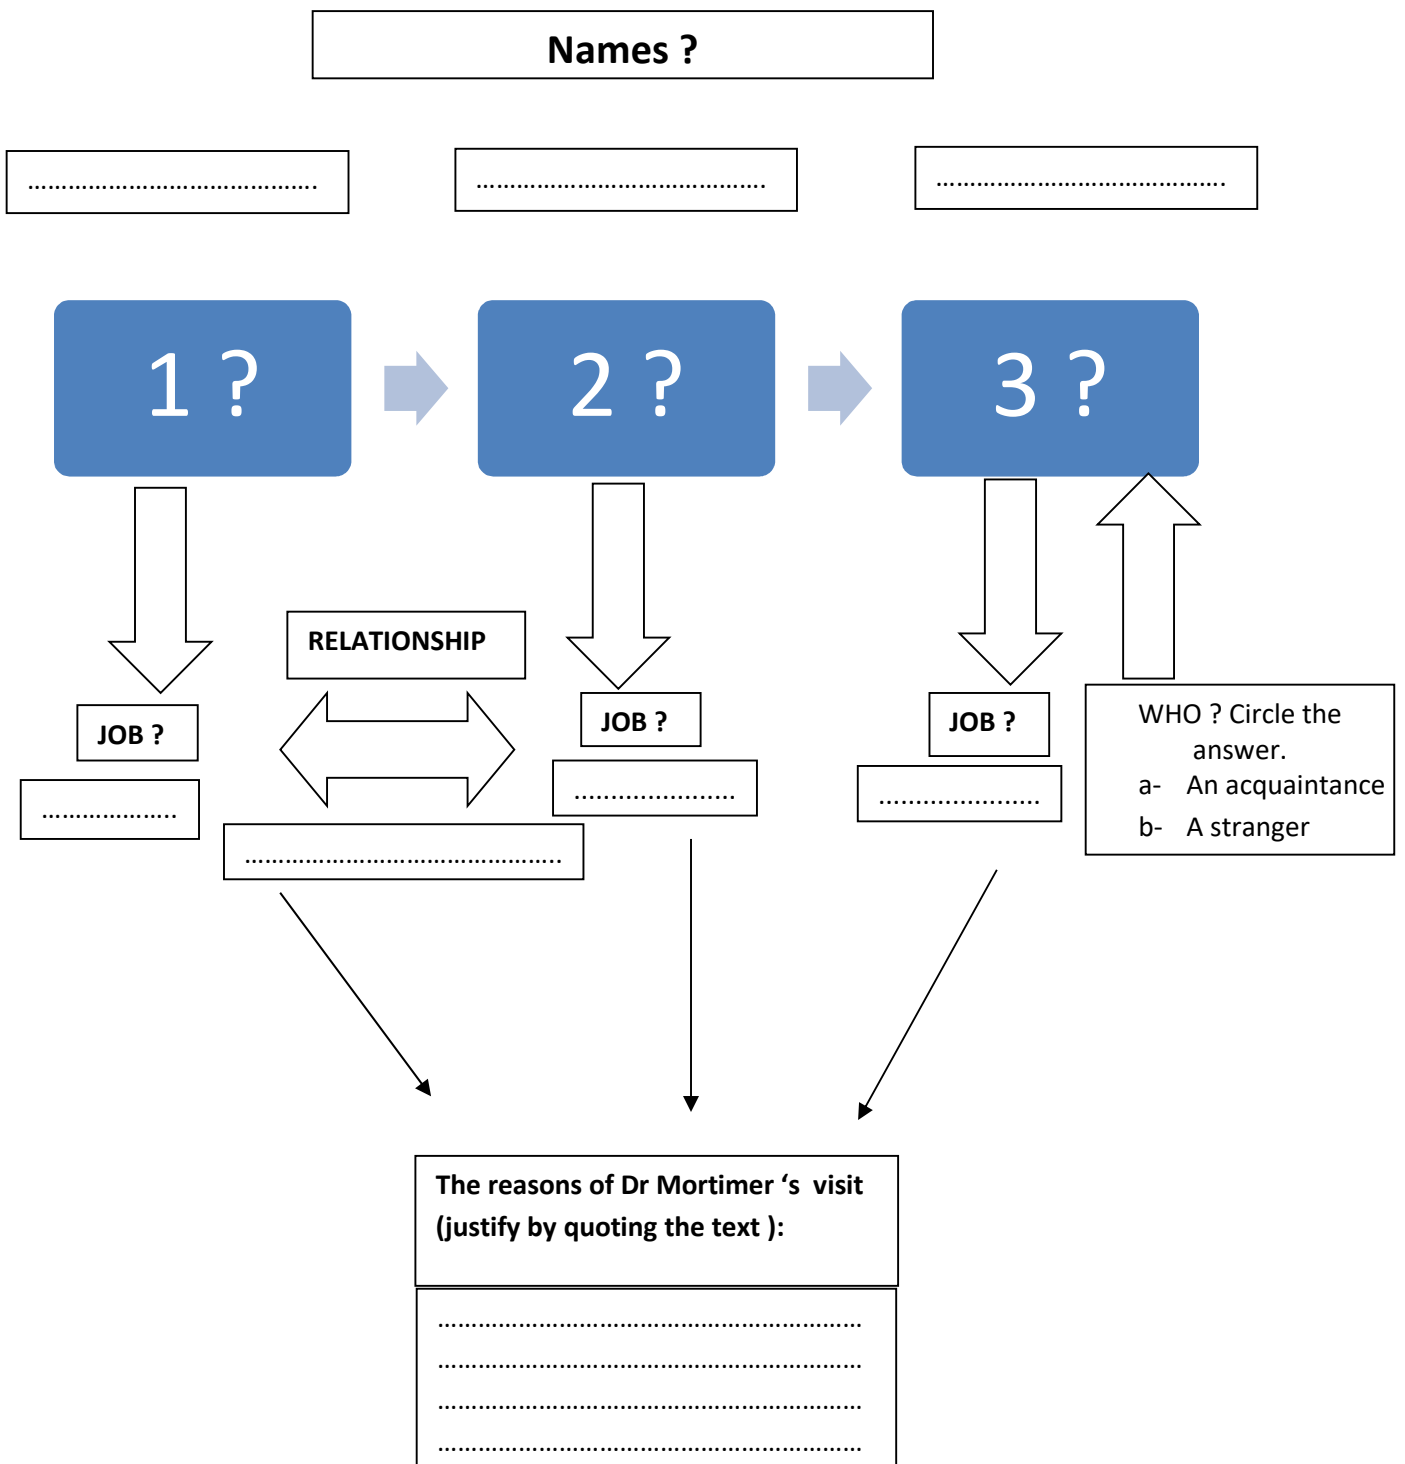 Names ?
……………………………………. ……………………………………. …………………………………….
1 ? 2 ? 3 ?
RELATIONSHIP
JOB ? JOB ? JOB ?
……………….. …………………… ……………………
………………………………………..
WHO ? Circle the
answer.
a- An acquaintance
b- A stranger
The reasons of Dr Mortimer ‘s visit
(justify by quoting the text ):
………………………………………………………
………………………………………………………
………………………………………………………
………………………………………………………